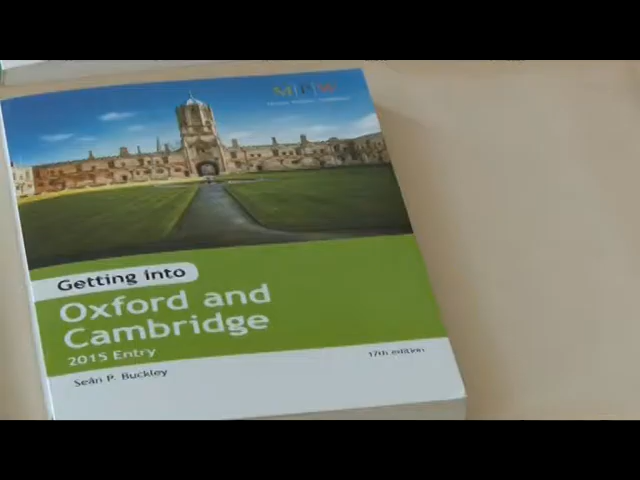 M|P|W
Getting into
Oxford and
Cambridge
2015 Entry
17th edition
Seán P. Buckley